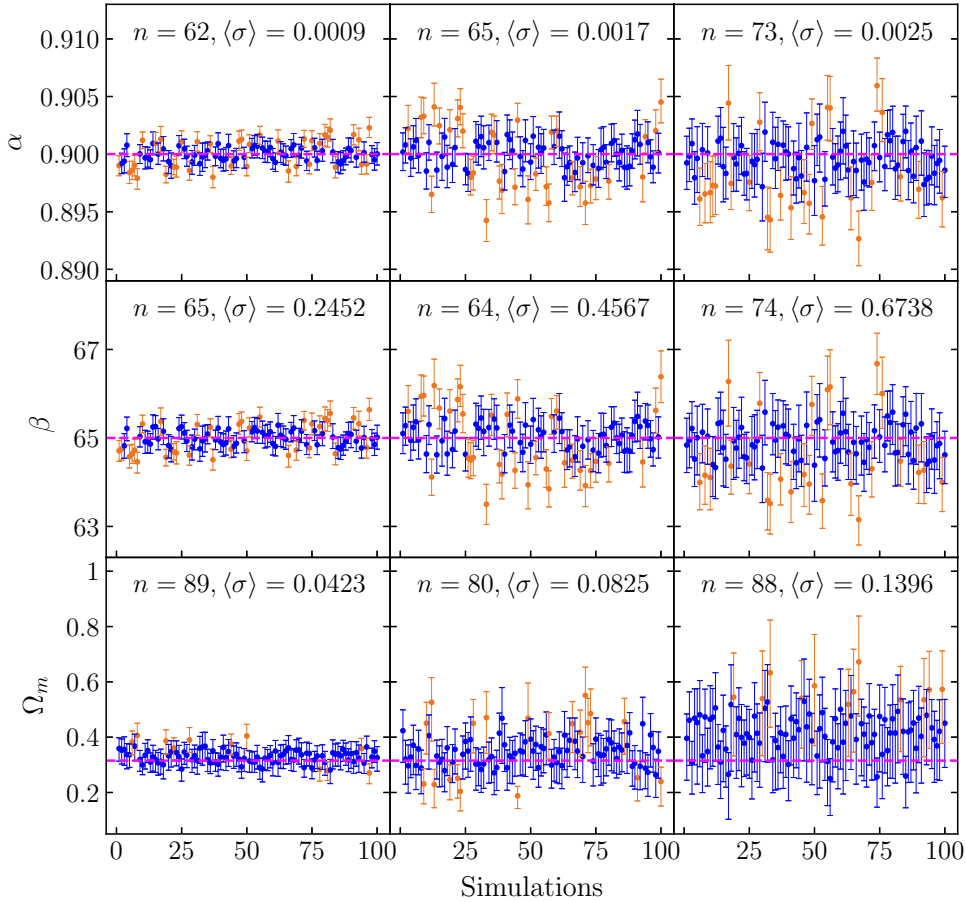 n = 62, ⟨σ⟩ = 0.0009
n = 65, ⟨σ⟩ = 0.0017
n = 73, ⟨σ⟩ = 0.0025
0.910
0.905
0.900
0.895
0.890
α
n = 65, ⟨σ⟩ = 0.2452
n = 64, ⟨σ⟩ = 0.4567
n = 74, ⟨σ⟩ = 0.6738
67
65
63
β
n = 89, ⟨σ⟩ = 0.0423
n = 80, ⟨σ⟩ = 0.0825
n = 88, ⟨σ⟩ = 0.1396
1
0.8
0.6
0.4
0.2
Ωₘ
0 25 50 75 100
25 50 75 100
25 50 75 100
Simulations